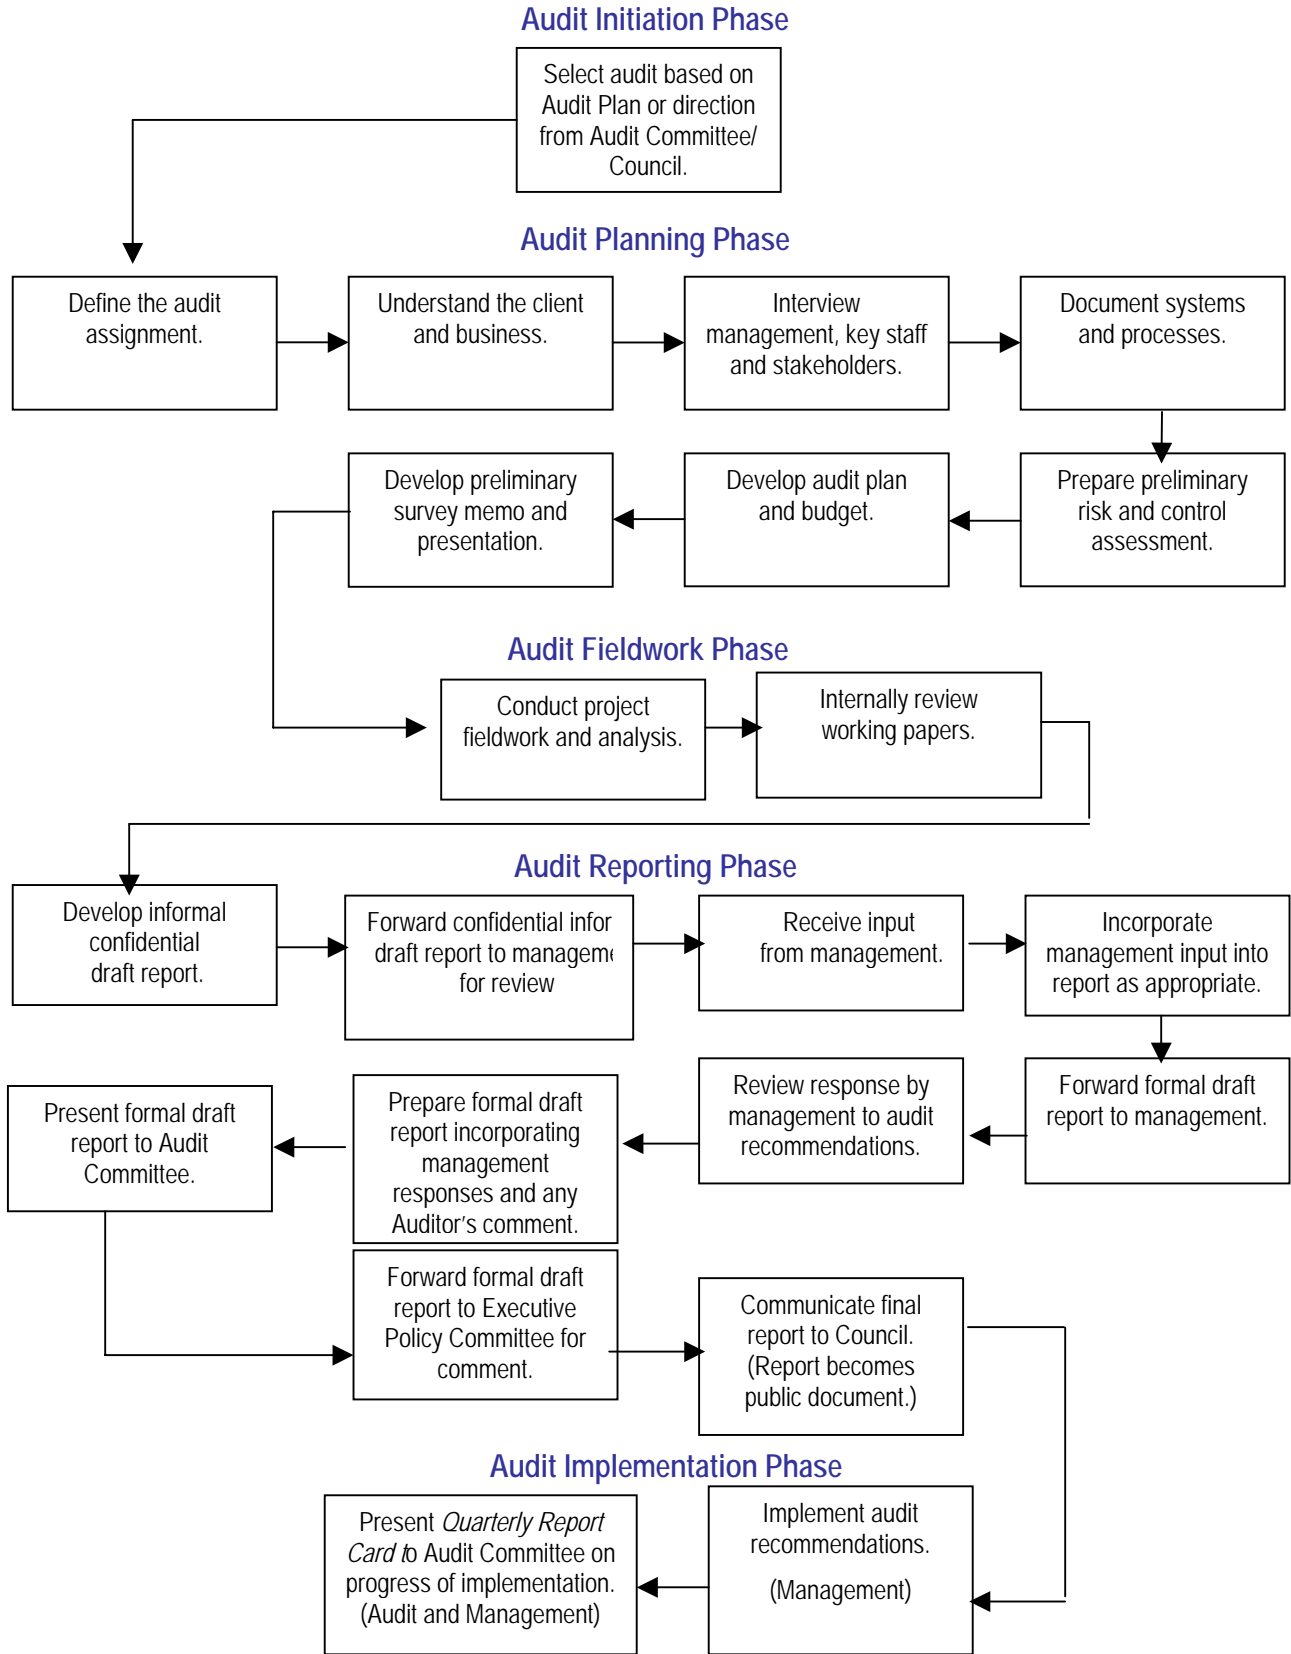 Audit Initiation Phase
Select audit based on
Audit Plan or direction
from Audit Committee/
Council.
Audit Planning Phase
Define the audit
assignment.
Understand the client
and business.
Interview
management, key staff
and stakeholders.
Document systems
and processes.
Prepare preliminary
risk and control
assessment.
Develop audit plan
and budget.
Develop preliminary
survey memo and
presentation.
Audit Fieldwork Phase
Conduct project
fieldwork and analysis.
Internally review
working papers.
Audit Reporting Phase
Develop informal
confidential
draft report.
Forward confidential infor
draft report to manageme
for review
Receive input
from management.
Incorporate
management input into
report as appropriate.
Forward formal draft
report to management.
Review response by
management to audit
recommendations.
Prepare formal draft
report incorporating
management
responses and any
Auditor’s comment.
Present formal draft
report to Audit
Committee.
Forward formal draft
report to Executive
Policy Committee for
comment.
Communicate final
report to Council.
(Report becomes
public document.)
Audit Implementation Phase
Implement audit
recommendations.
(Management)
Present Quarterly Report
Card to Audit Committee on
progress of implementation.
(Audit and Management)